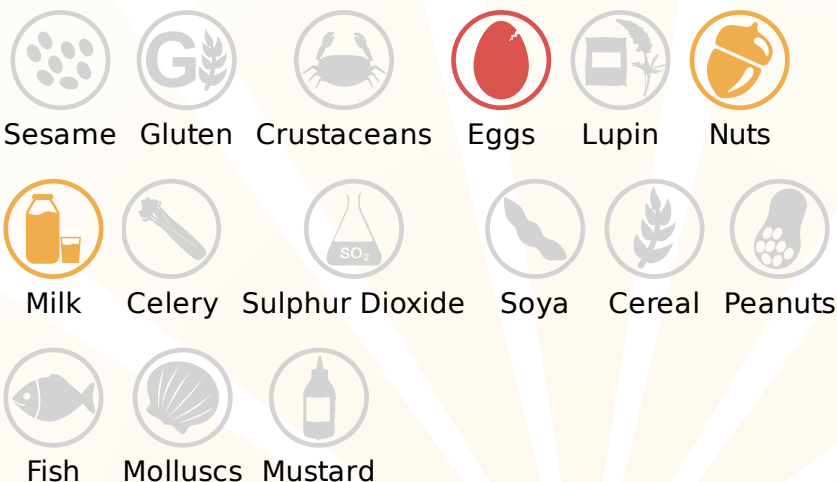 G
Sesame Gluten Crustaceans Eggs Lupin Nuts
SO₂
Milk Celery Sulphur Dioxide Soya Cereal Peanuts
Fish Molluscs Mustard